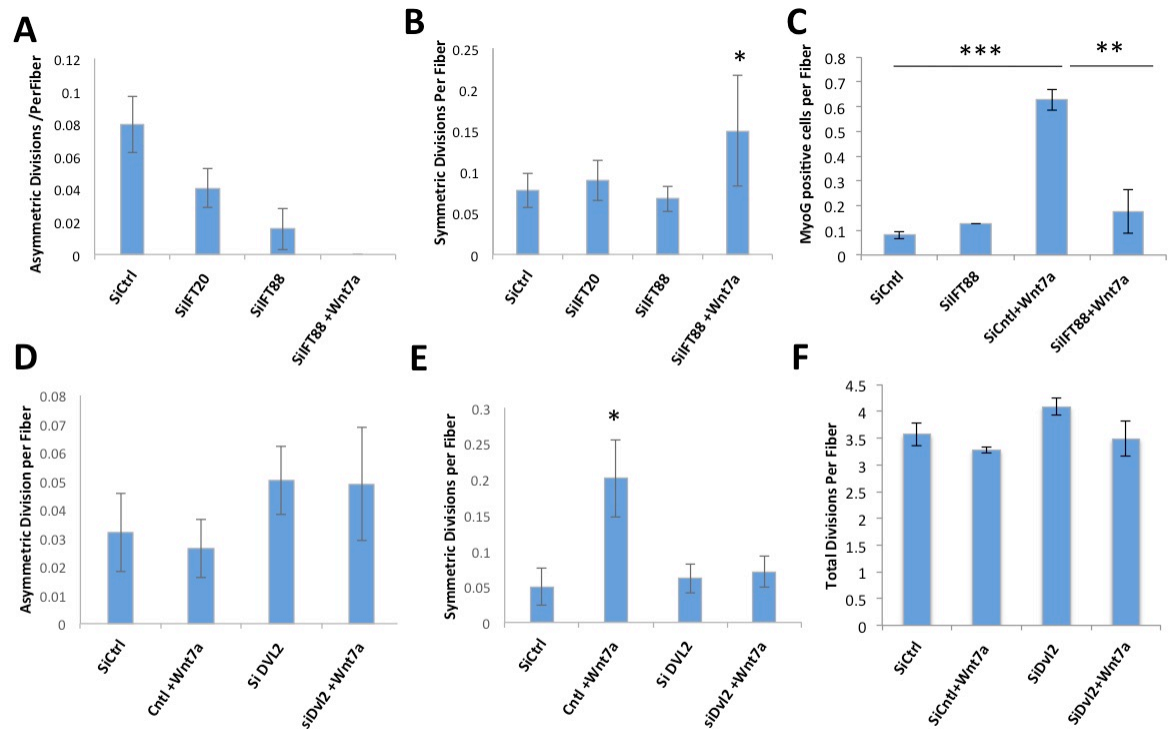 A
Asymmetric Divisions /PerFiber
0.12
0.1
0.08
0.06
0.04
0.02
0
SiCtrl
SiIFT20
SiIFT88
SiIFT88 +Wnt7a
B
Symmetric Divisions Per Fiber
0.25
0.2
0.15
0.1
0.05
0
*
SiCtrl
SiIFT20
SiIFT88
SiIFT88 +Wnt7a
C
MyoG positive cells per Fiber
0.8
0.7
0.6
0.5
0.4
0.3
0.2
0.1
0
***
**
SiCntl
SiIFT88
SiCntl+Wnt7a
SiIFT88+Wnt7a
D
Asymmetric Division per Fiber
0.08
0.07
0.06
0.05
0.04
0.03
0.02
0.01
0
SiCtrl
Cntl +Wnt7a
Si DVL2
siDvl2 +Wnt7a
E
Symmetric Divisions per Fiber
0.3
0.25
0.2
0.15
0.1
0.05
0
*
SiCtrl
Cntl +Wnt7a
Si DVL2
siDvl2 +Wnt7a
F
Total Divisions Per Fiber
4.5
4
3.5
3
2.5
2
1.5
1
0.5
0
SiCtrl
SiCntl+Wnt7a
SiDvl2
SiDvl2+Wnt7a